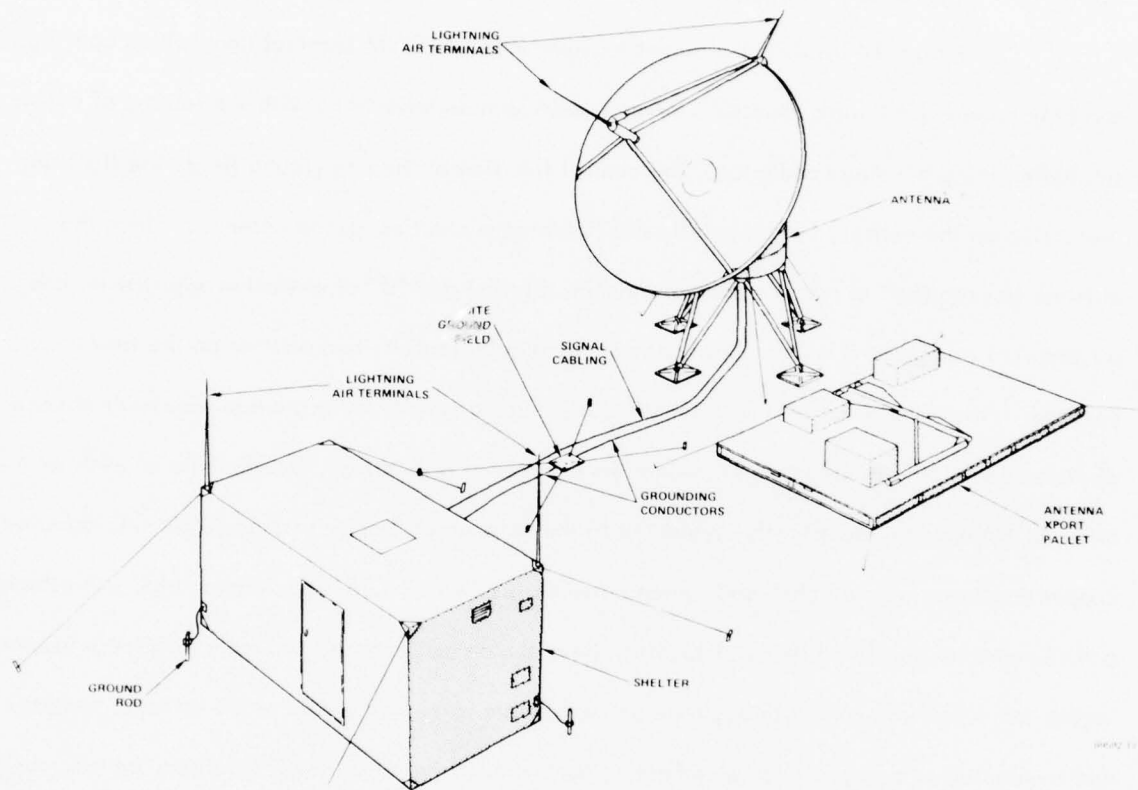 LIGHTNING
AIR TERMINALS
ANTENNA
GROUND
SIGNAL
CABLING
LIGHTNING
AIR TERMINALS
GROUNDING
CONDUCTORS
ANTENNA
XPORT
PALLET
GROUND
ROD
SHELTER